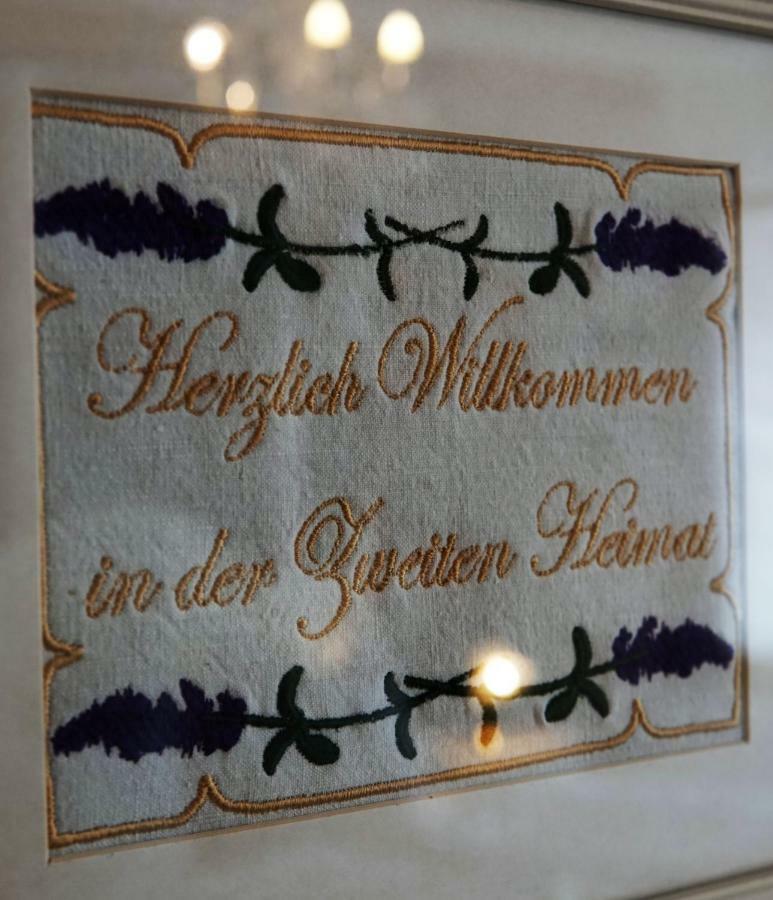 Herzlich Willkommen
in der Zweiten Heimat